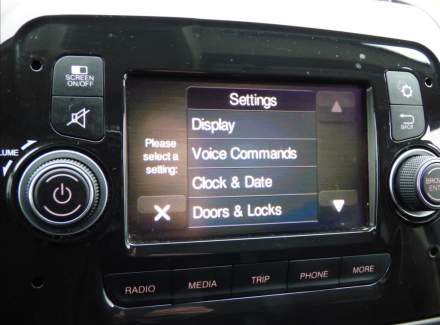 SCREEN
ON/OFF
Settings
Display
Please
select a
setting:
Voice Commands
Clock & Date
Doors & Locks
BACK
RADIO
MEDIA
TRIP
PHONE
MORE